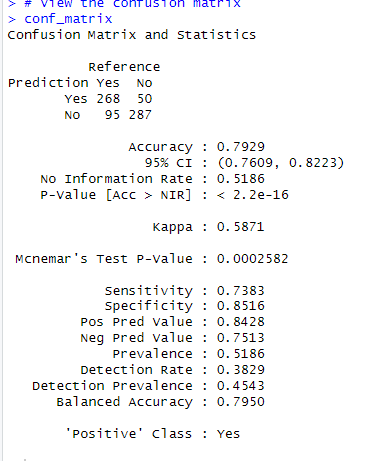 > # View the confusion matrix
> conf_matrix
Confusion Matrix and Statistics
Reference
Prediction Yes No
Yes 268 50
No 95 287
Accuracy : 0.7929
95% CI : (0.7609, 0.8223)
No Information Rate : 0.5186
P-Value [Acc > NIR] : < 2.2e-16
Kappa : 0.5871
Mcnemar's Test P-Value : 0.0002582
Sensitivity : 0.7383
Specificity : 0.8516
Pos Pred Value : 0.8428
Neg Pred Value : 0.7513
Prevalence : 0.5186
Detection Rate : 0.3829
Detection Prevalence : 0.4543
Balanced Accuracy : 0.7950
'Positive' Class : Yes